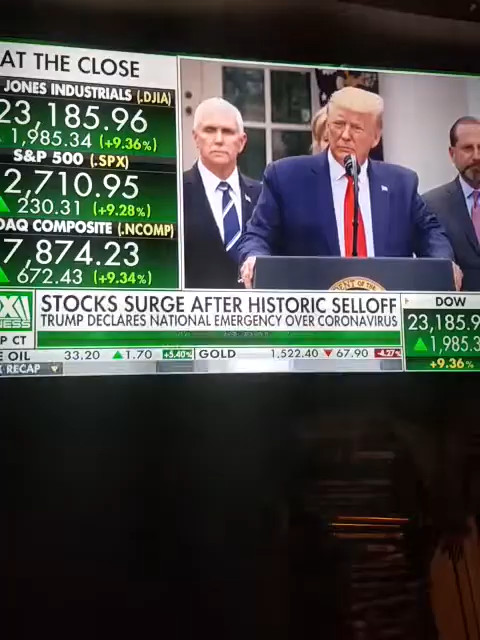 AT THE CLOSE
JONES INDUSTRIALS (.DJIA)
23,185.96
1,985.34 (+9.36%)
S&P 500 (.SPX)
2,710.95
▲ 230.31 (+9.28%)
DAQ COMPOSITE (.NCOMP)
7,874.23
▲ 672.43 (+9.34%)
STOCKS SURGE AFTER HISTORIC SELLOFF
TRUMP DECLARES NATIONAL EMERGENCY OVER CORONAVIRUS
NESS
P CT
DOW
23,185.9
▲1,985.3
+9.36%
E OIL 33.20 ▲1.70 +5.40% GOLD 1,522.40 ▼67.90 -4.27%
RECAP ▼